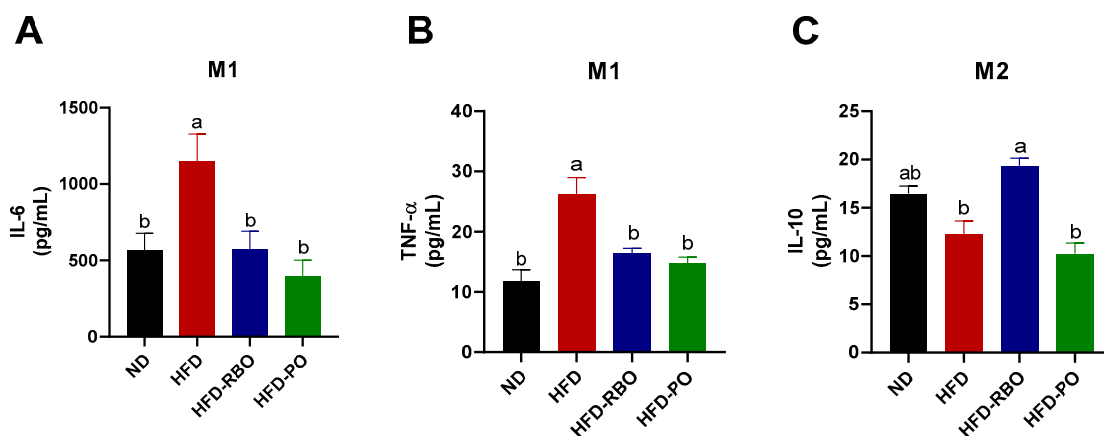 A
M1
IL-6
(pg/mL)
1500
1000
500
0
a
b
b
b
ND
HFD
HFD-RBO
HFD-PO
B
M1
TNF-α
(pg/mL)
40
30
20
10
0
b
a
b
b
ND
HFD
HFD-RBO
HFD-PO
C
M2
IL-10
(pg/mL)
25
20
15
10
5
0
ab
b
a
b
ND
HFD
HFD-RBO
HFD-PO